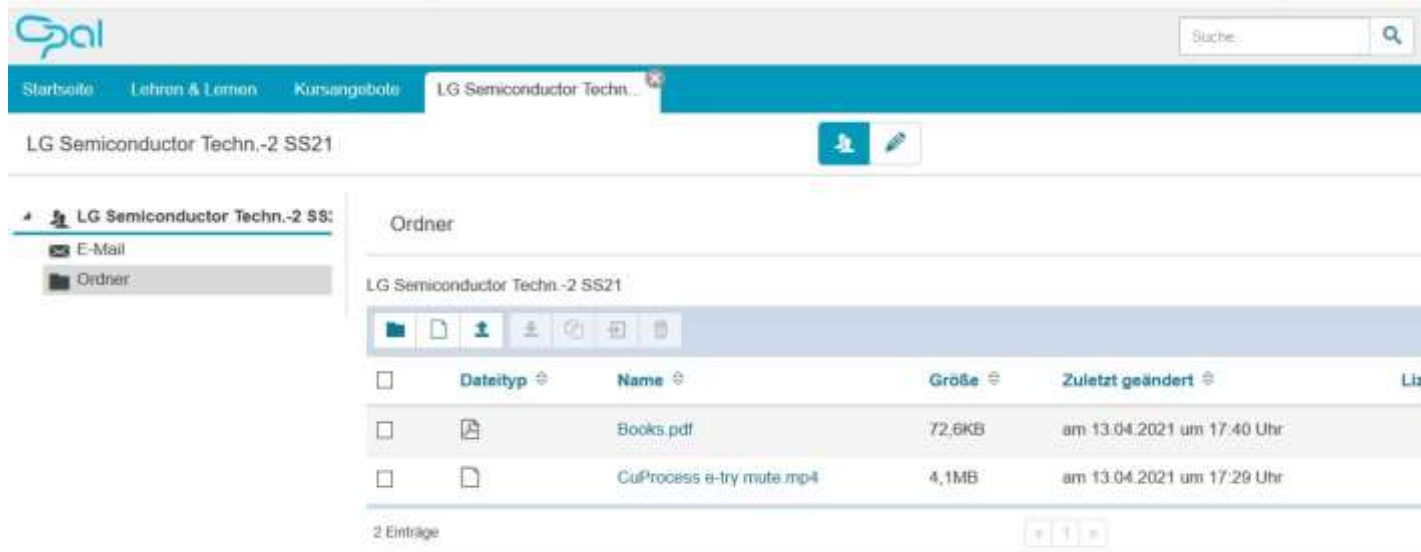 Opal
Suche
Startseite Lehren & Lernen Kursangebote LG Semiconductor Techn...
LG Semiconductor Techn.-2 SS21
LG Semiconductor Techn.-2 SS:
E-Mail
Ordner
Ordner
LG Semiconductor Techn.-2 SS21
Dateityp Name Größe Zuletzt geändert Liz
Books.pdf 72,6KB am 13.04.2021 um 17:40 Uhr
CuProcess e-try mute.mp4 4,1MB am 13.04.2021 um 17:29 Uhr
2 Einträge « 1 »